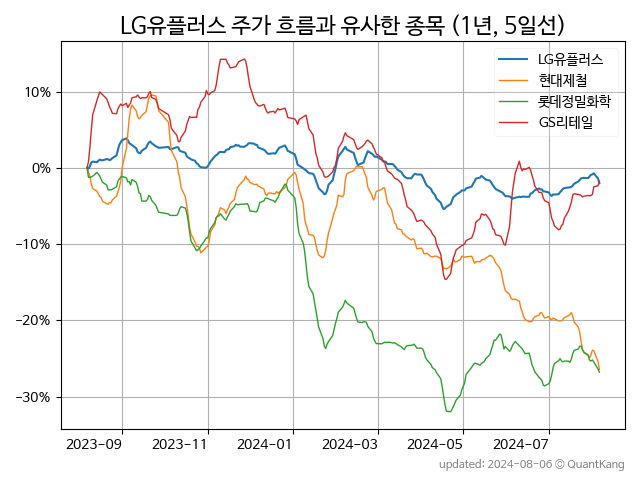 LG유플러스 주가 흐름과 유사한 종목 (1년, 5일선)
LG유플러스
현대제철
롯데정밀화학
GS리테일
10%
0%
-10%
-20%
-30%
2023-09 2023-11 2024-01 2024-03 2024-05 2024-07
updated: 2024-08-06 © QuantKang